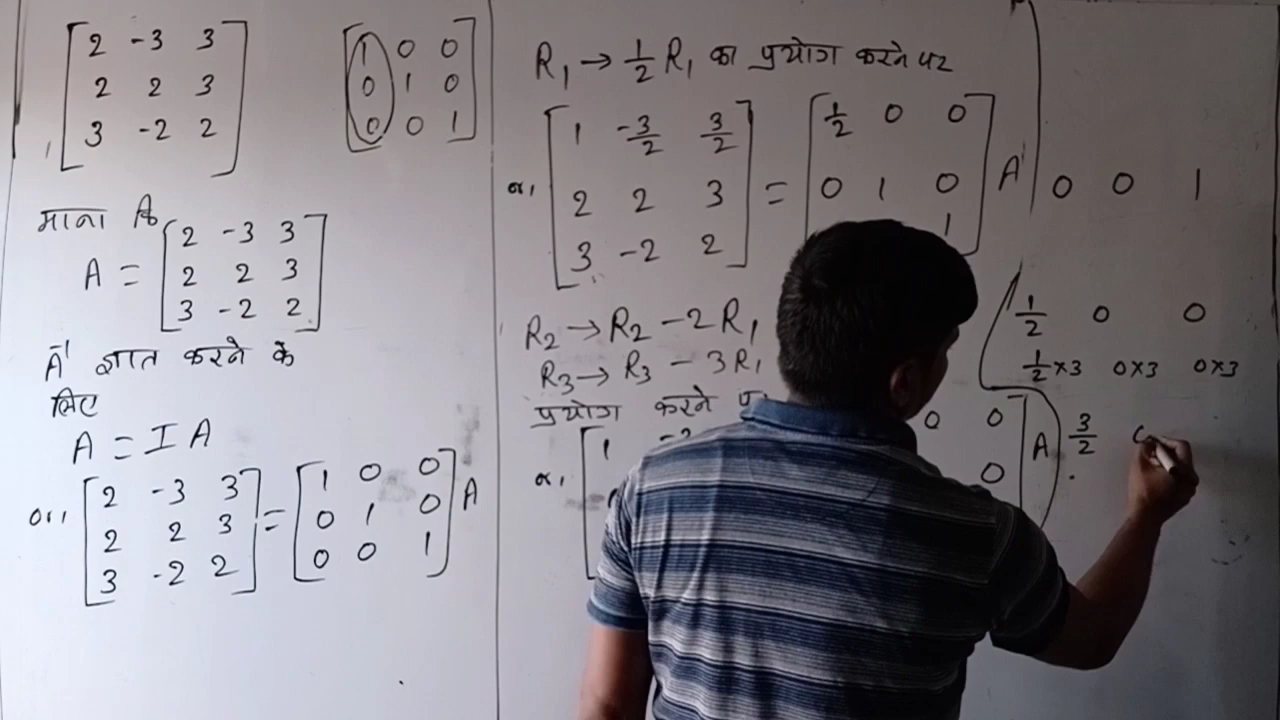 2 -3 3 1 0 0
2 2 3 0 1 0
3 -2 2 0 0 1
माना
A = 2 -3 3
2 2 3
3 -2 2
A⁻¹ ज्ञात करने के
लिए
A = I A
or, 2 -3 3 = 1 0 0 A
2 2 3 0 1 0
3 -2 2 0 0 1
R₁ → 1/2 R₁ का प्रयोग करने पर
or, 1 -3/2 3/2 = 1/2 0 0 A
2 2 3 0 1 0
3 -2 2 1
R₂ → R₂ - 2R₁
R₃ → R₃ - 3R₁
प्रयोग करने
or, 1 0 0 A
0
0 0 1
1/2 0 0
1/2×3 0×3 0×3
3/2